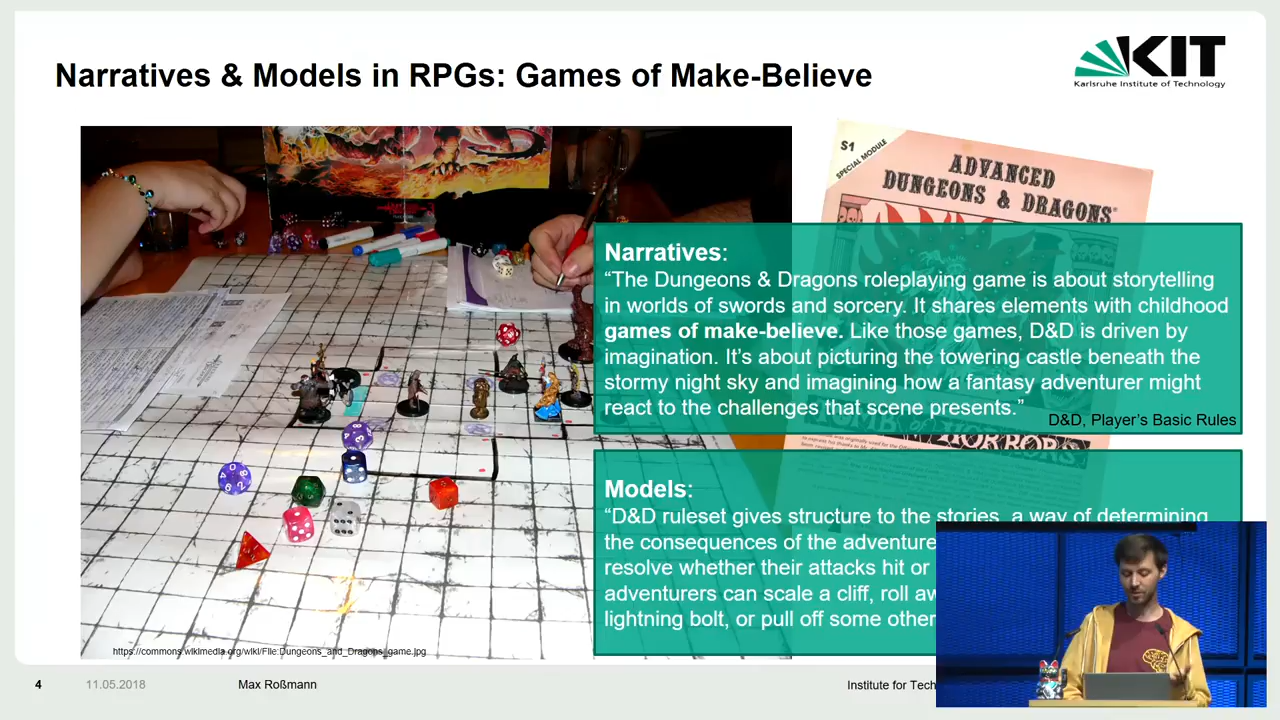 Narratives & Models in RPGs: Games of Make-Believe
KIT
Karlsruhe Institute of Technology
S1
SPECIAL MODULE
ADVANCED
DUNGEONS & DRAGONS®
Narratives:
“The Dungeons & Dragons roleplaying game is about storytelling
in worlds of swords and sorcery. It shares elements with childhood
games of make-believe. Like those games, D&D is driven by
imagination. It’s about picturing the towering castle beneath the
stormy night sky and imagining how a fantasy adventurer might
react to the challenges that scene presents.”
D&D, Player’s Basic Rules
HORRORS
Models:
“D&D ruleset gives structure to the stories, a way of determining
the consequences of the adventure
resolve whether their attacks hit or
adventurers can scale a cliff, roll aw
lightning bolt, or pull off some other
https://commons.wikimedia.org/wiki/File:Dungeons_and_Dragons_game.jpg
4
11.05.2018
Max Roßmann
Institute for Tech